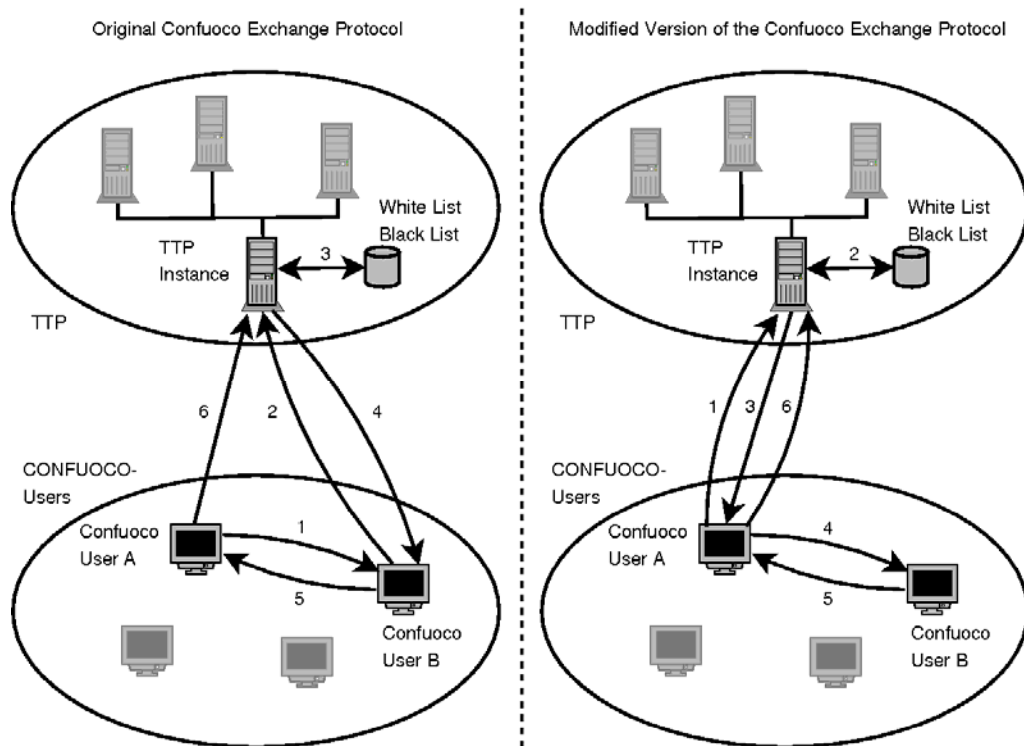 Original Confuoco Exchange Protocol
White List
Black List
TTP
Instance
3
TTP
6
2
4
CONFUOCO-
Users
Confuoco
User A
1
5
Confuoco
User B
Modified Version of the Confuoco Exchange Protocol
White List
Black List
TTP
Instance
2
TTP
1
3
6
CONFUOCO-
Users
Confuoco
User A
4
5
Confuoco
User B